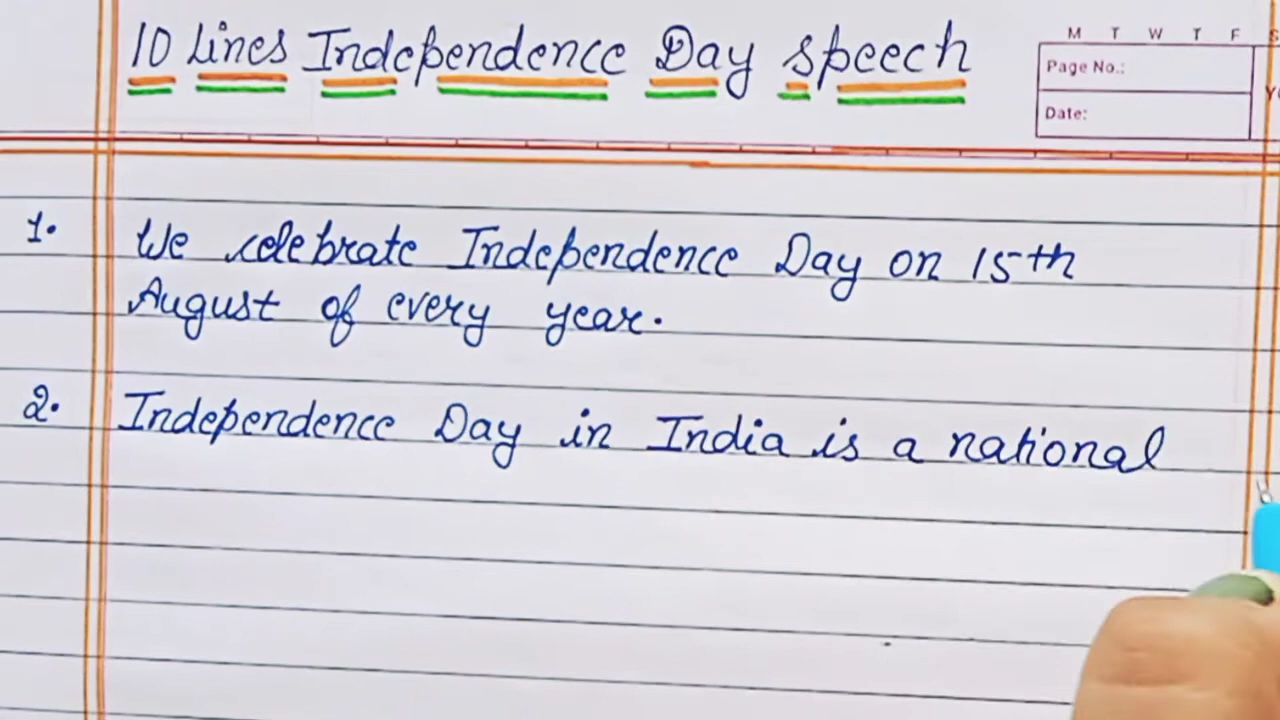 10 Lines Independence Day speech
M T W T F S
Page No.:
Date:
1. We celebrate Independence Day on 15th
August of every year.
2. Independence Day in India is a national